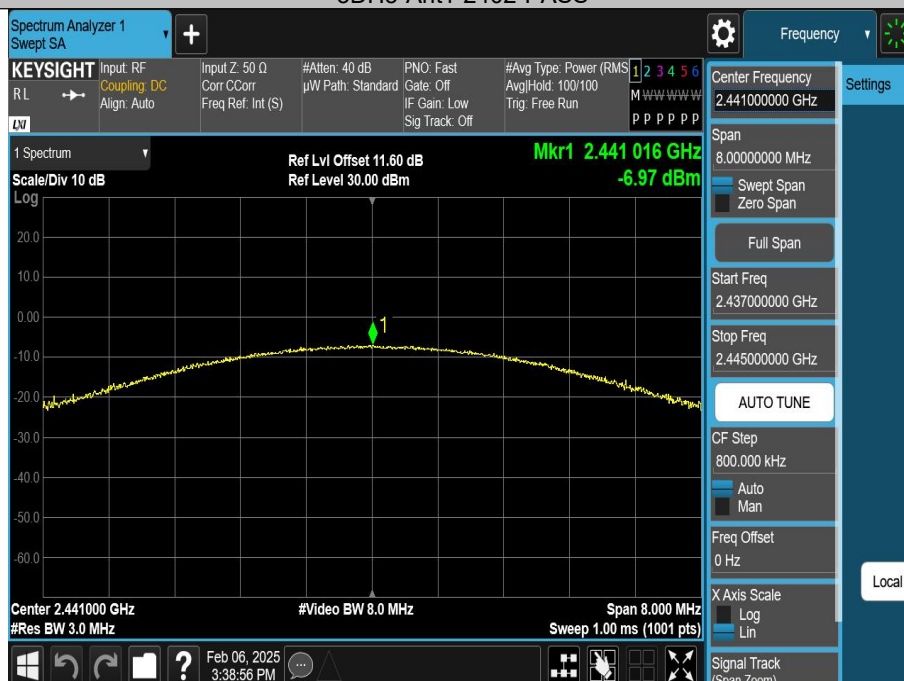 Spectrum Analyzer 1
Swept SA
+
Frequency
KEYSIGHT
RL
LXI
Input: RF
Coupling: DC
Align: Auto
Input Z: 50 Ω
Corr CCorr
Freq Ref: Int (S)
#Atten: 40 dB
µW Path: Standard
PNO: Fast
Gate: Off
IF Gain: Low
Sig Track: Off
#Avg Type: Power (RMS
Avg|Hold: 100/100
Trig: Free Run
1 2 3 4 5 6
M W W W W W
P P P P P P
1 Spectrum
Scale/Div 10 dB
Log
Ref Lvl Offset 11.60 dB
Ref Level 30.00 dBm
Mkr1 2.441 016 GHz
-6.97 dBm
20.0
10.0
0.00
1
-10.0
-20.0
-30.0
-40.0
-50.0
-60.0
Center 2.441000 GHz
#Video BW 8.0 MHz
Span 8.000 MHz
#Res BW 3.0 MHz
Sweep 1.00 ms (1001 pts)
Feb 06, 2025
3:38:56 PM
?
Center Frequency
2.441000000 GHz
Settings
Span
8.00000000 MHz
Swept Span
Zero Span
Full Span
Start Freq
2.437000000 GHz
Stop Freq
2.445000000 GHz
AUTO TUNE
CF Step
800.000 kHz
Auto
Man
Freq Offset
0 Hz
Local
X Axis Scale
Log
Lin
Signal Track
(Span Zoom)